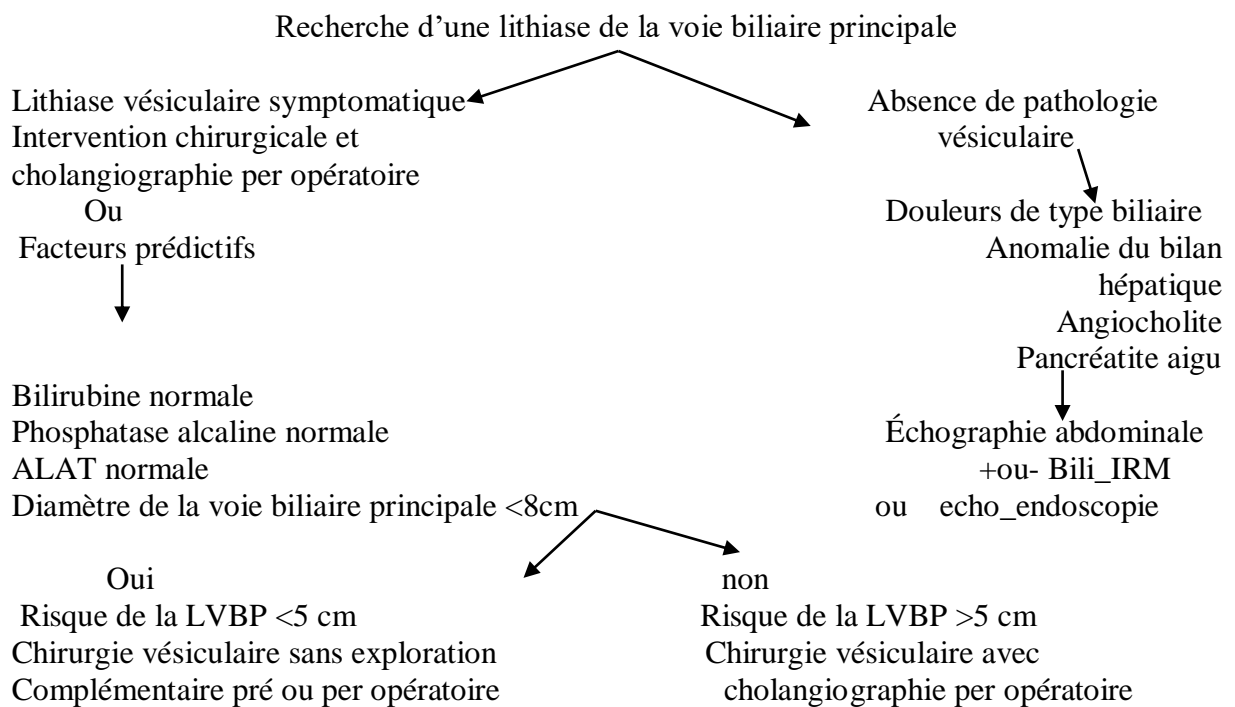 Recherche d’une lithiase de la voie biliaire principale
Lithiase vésiculaire symptomatique
Intervention chirurgicale et
cholangiographie per opératoire
Ou
Facteurs prédictifs
Absence de pathologie
vésiculaire
Douleurs de type biliaire
Anomalie du bilan
hépatique
Angiocholite
Pancréatite aigu
Bilirubine normale
Phosphatase alcaline normale
ALAT normale
Diamètre de la voie biliaire principale <8cm
Échographie abdominale
+ou- Bili_IRM
ou echo_endoscopie
Oui
Risque de la LVBP <5 cm
Chirurgie vésiculaire sans exploration
Complémentaire pré ou per opératoire
non
Risque de la LVBP >5 cm
Chirurgie vésiculaire avec
cholangiographie per opératoire